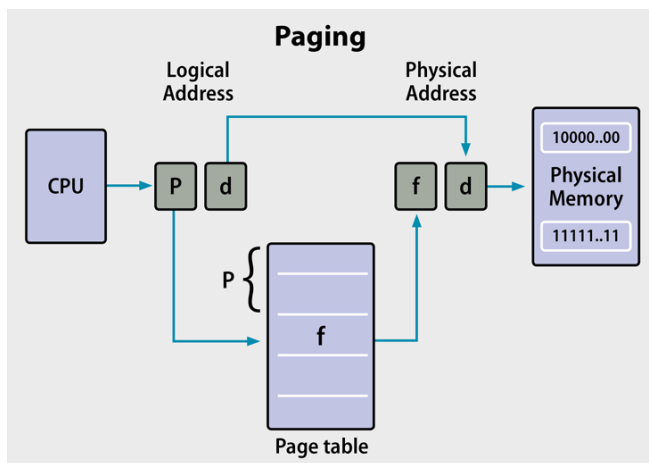 Paging
Logical
Address
Physical
Address
CPU
P
d
f
d
10000..00
Physical
Memory
11111..11
P
f
Page table